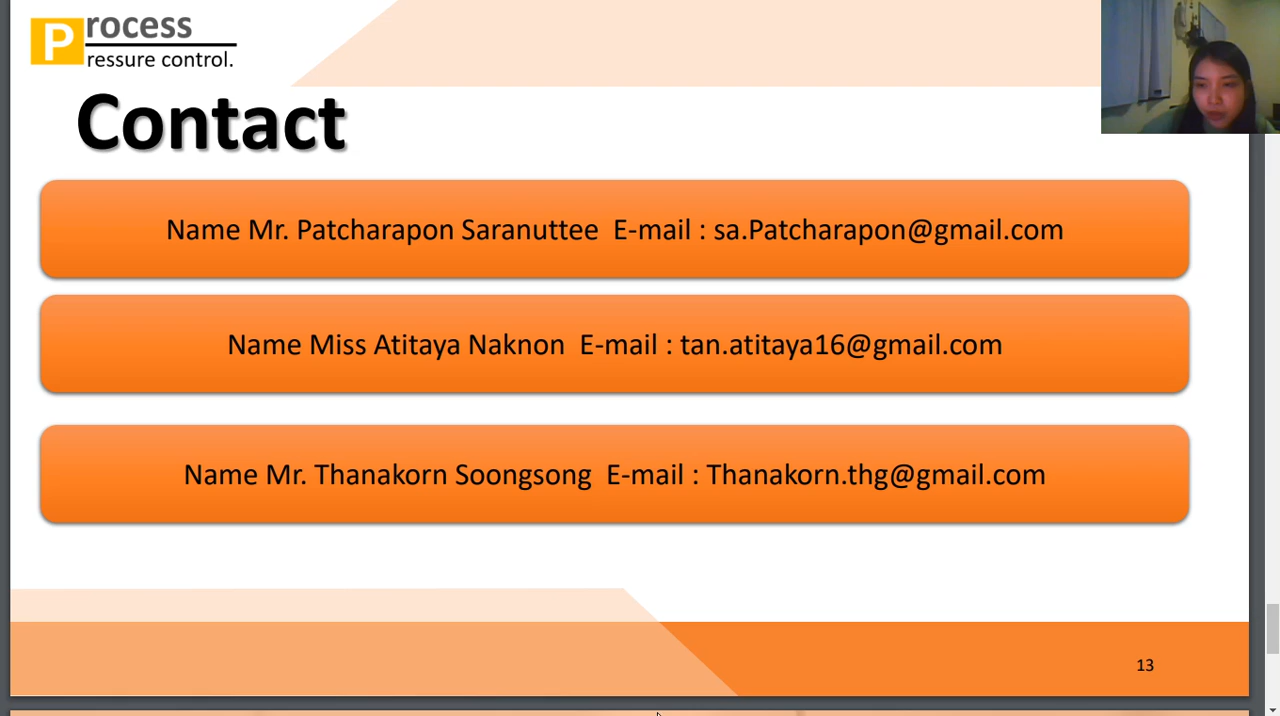 Process
Pressure control.
Contact
Name Mr. Patcharapon Saranuttee E-mail : sa.Patcharapon@gmail.com
Name Miss Atitaya Naknon E-mail : tan.atitaya16@gmail.com
Name Mr. Thanakorn Soongsong E-mail : Thanakorn.thg@gmail.com
13